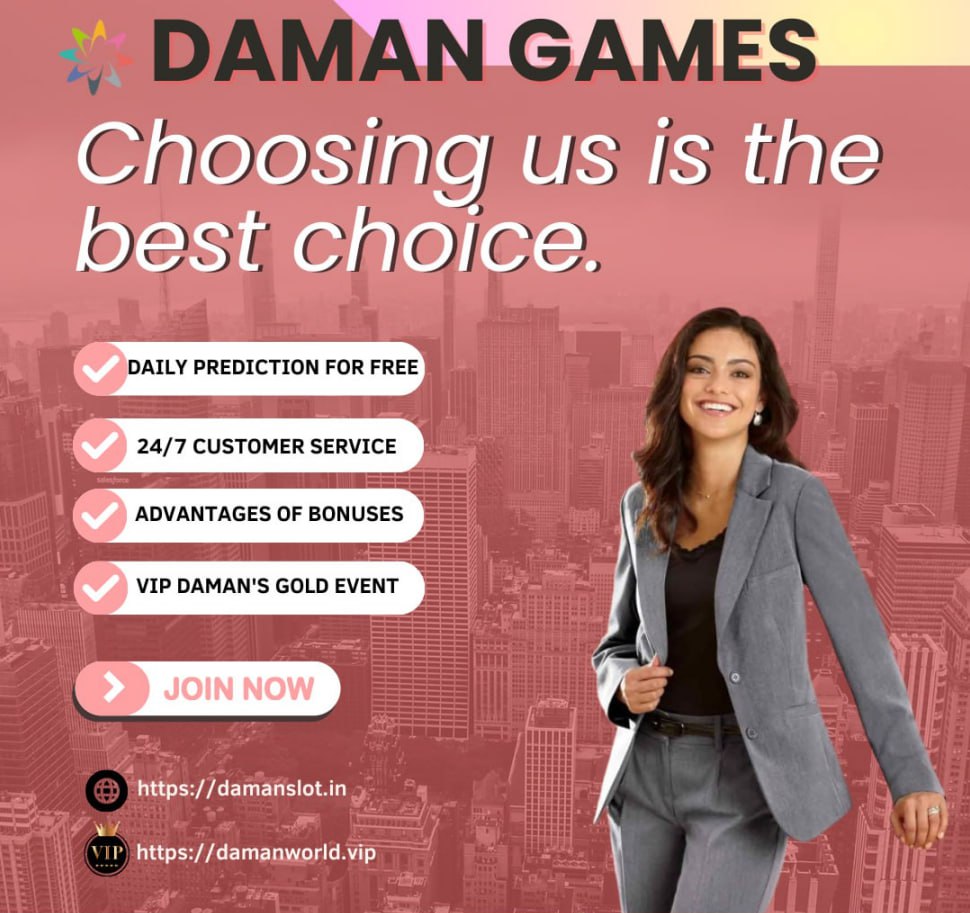 DAMAN GAMES
Choosing us is the
best choice.
DAILY PREDICTION FOR FREE
24/7 CUSTOMER SERVICE
salesforce
ADVANTAGES OF BONUSES
VIP DAMAN'S GOLD EVENT
JOIN NOW
https://damanslot.in
VIP
https://damanworld.vip